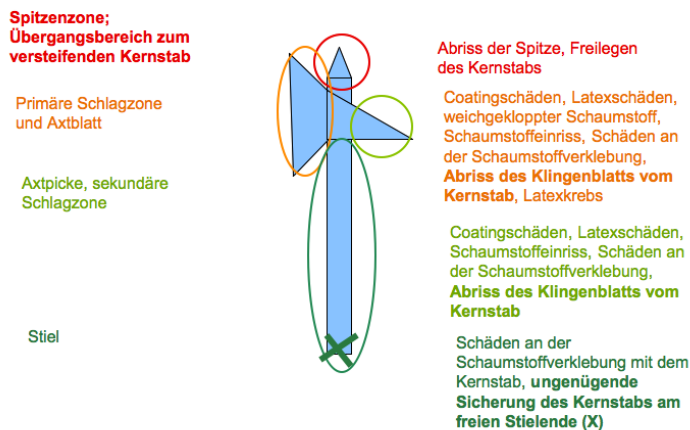 Spitzenzone;
Übergangsbereich zum
versteifenden Kernstab
Abriss der Spitze, Freilegen
des Kernstabs
Primäre Schlagzone
und Axtblatt
Coatingschäden, Latexschäden,
weichgekloppter Schaumstoff,
Schaumstoffeinriss, Schäden an
der Schaumstoffverklebung,
Abriss des Klingenblatts vom
Kernstab, Latexkrebs
Axtpicke, sekundäre
Schlagzone
Coatingschäden, Latexschäden,
Schaumstoffeinriss, Schäden an
der Schaumstoffverklebung,
Abriss des Klingenblatts vom
Kernstab
Stiel
Schäden an der
Schaumstoffverklebung mit dem
Kernstab, ungenügende
Sicherung des Kernstabs am
freien Stielende (X)